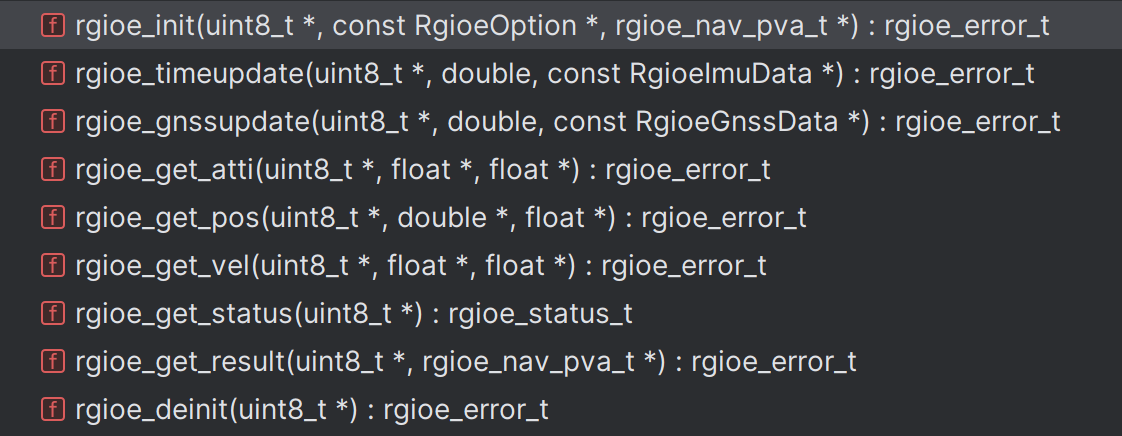 f rgioe_init(uint8_t *, const RgioeOption *, rgioe_nav_pva_t *) : rgioe_error_t
f rgioe_timeupdate(uint8_t *, double, const RgioeImuData *) : rgioe_error_t
f rgioe_gnssupdate(uint8_t *, double, const RgioeGnssData *) : rgioe_error_t
f rgioe_get_atti(uint8_t *, float *, float *) : rgioe_error_t
f rgioe_get_pos(uint8_t *, double *, float *) : rgioe_error_t
f rgioe_get_vel(uint8_t *, float *, float *) : rgioe_error_t
f rgioe_get_status(uint8_t *) : rgioe_status_t
f rgioe_get_result(uint8_t *, rgioe_nav_pva_t *) : rgioe_error_t
f rgioe_deinit(uint8_t *) : rgioe_error_t